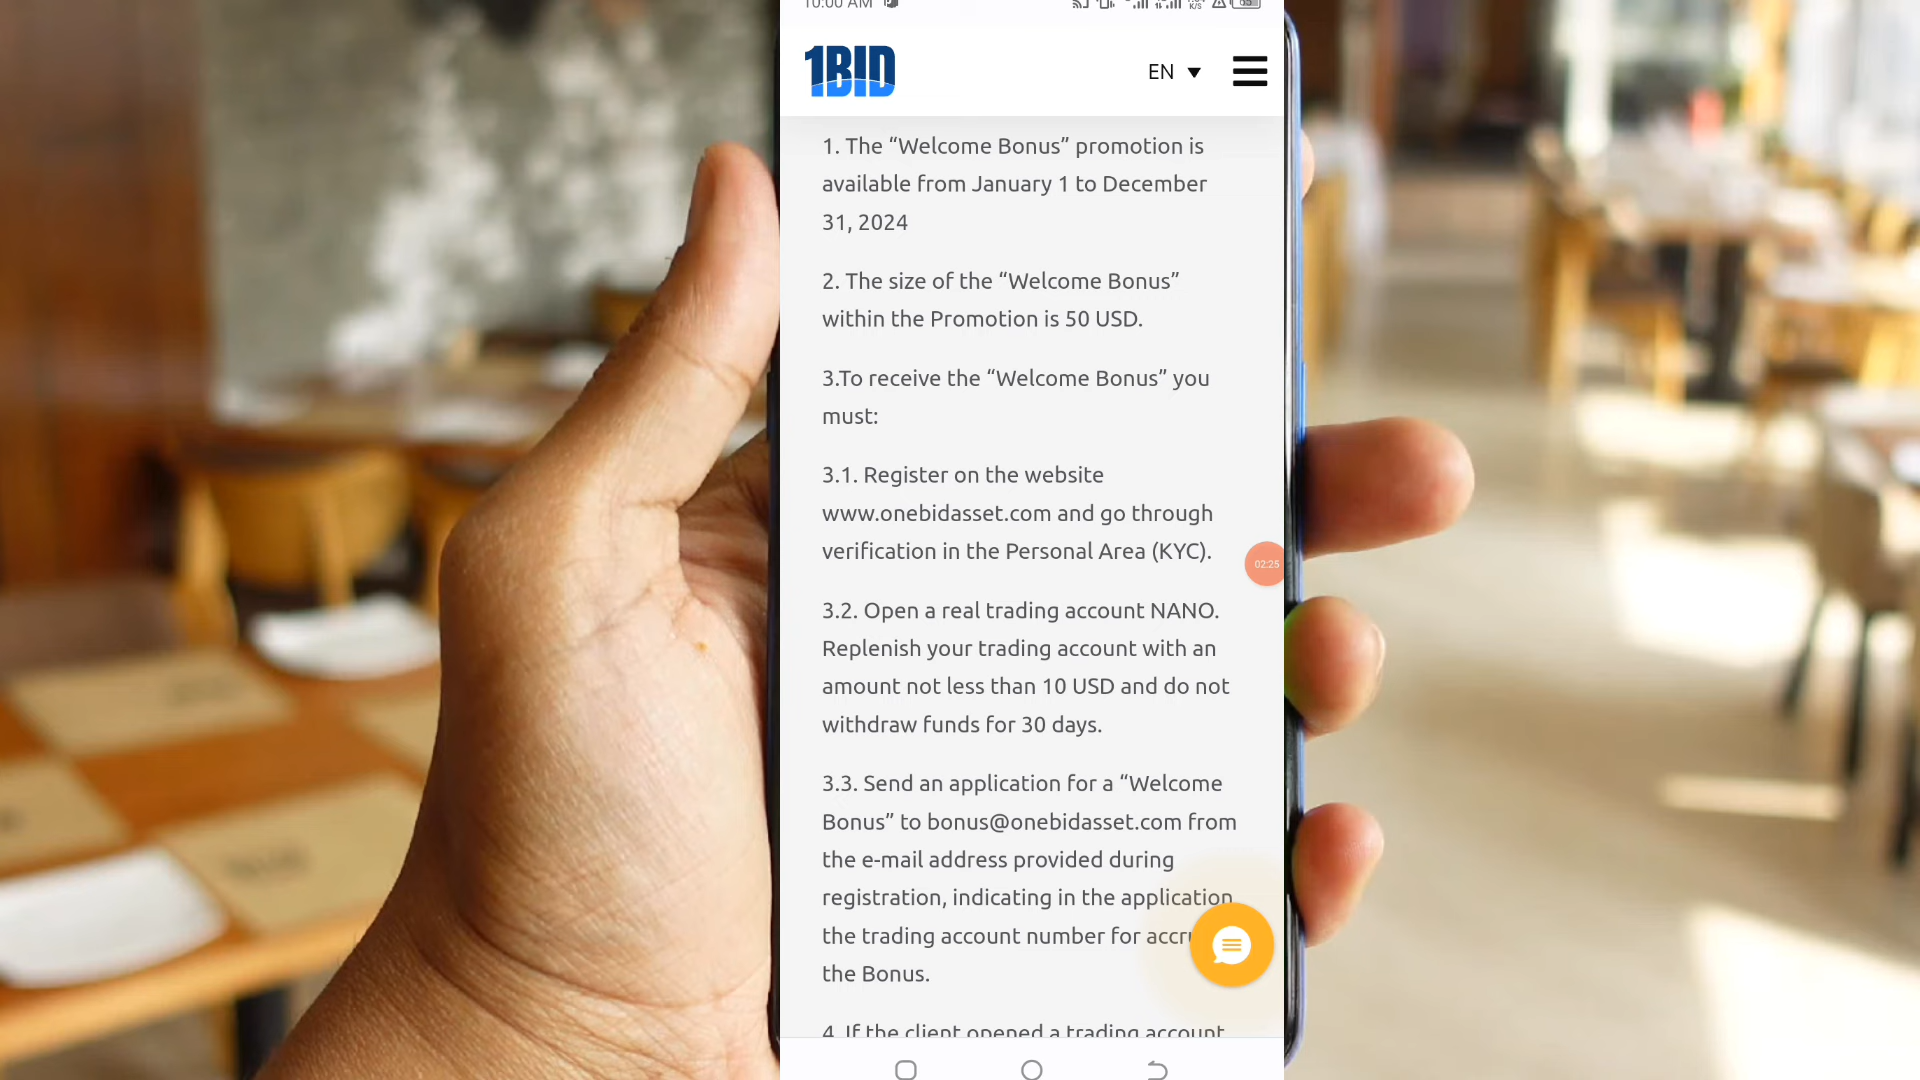 10:00 AM
1BID
EN
1. The “Welcome Bonus” promotion is
available from January 1 to December
31, 2024
2. The size of the “Welcome Bonus”
within the Promotion is 50 USD.
3.To receive the “Welcome Bonus” you
must:
3.1. Register on the website
www.onebidasset.com and go through
verification in the Personal Area (KYC).
02:25
3.2. Open a real trading account NANO.
Replenish your trading account with an
amount not less than 10 USD and do not
withdraw funds for 30 days.
3.3. Send an application for a “Welcome
Bonus” to bonus@onebidasset.com from
the e-mail address provided during
registration, indicating in the application
the trading account number for accr
the Bonus.
4. If the client opened a trading account